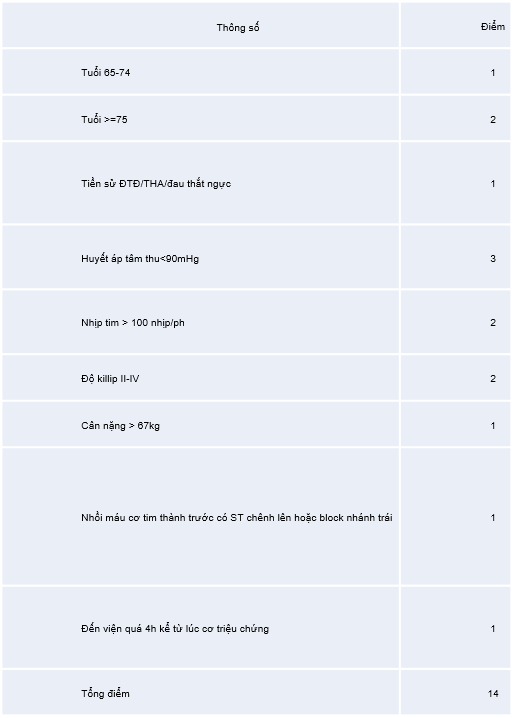 Thông số Điểm
Tuổi 65-74 1
Tuổi >=75 2
Tiền sử ĐTĐ/THA/đau thắt ngực 1
Huyết áp tâm thu<90mHg 3
Nhịp tim > 100 nhịp/ph 2
Độ killip II-IV 2
Cân nặng > 67kg 1
Nhồi máu cơ tim thành trước có ST chênh lên hoặc block nhánh trái 1
Đến viện quá 4h kể từ lúc cơ triệu chứng 1
Tổng điểm 14